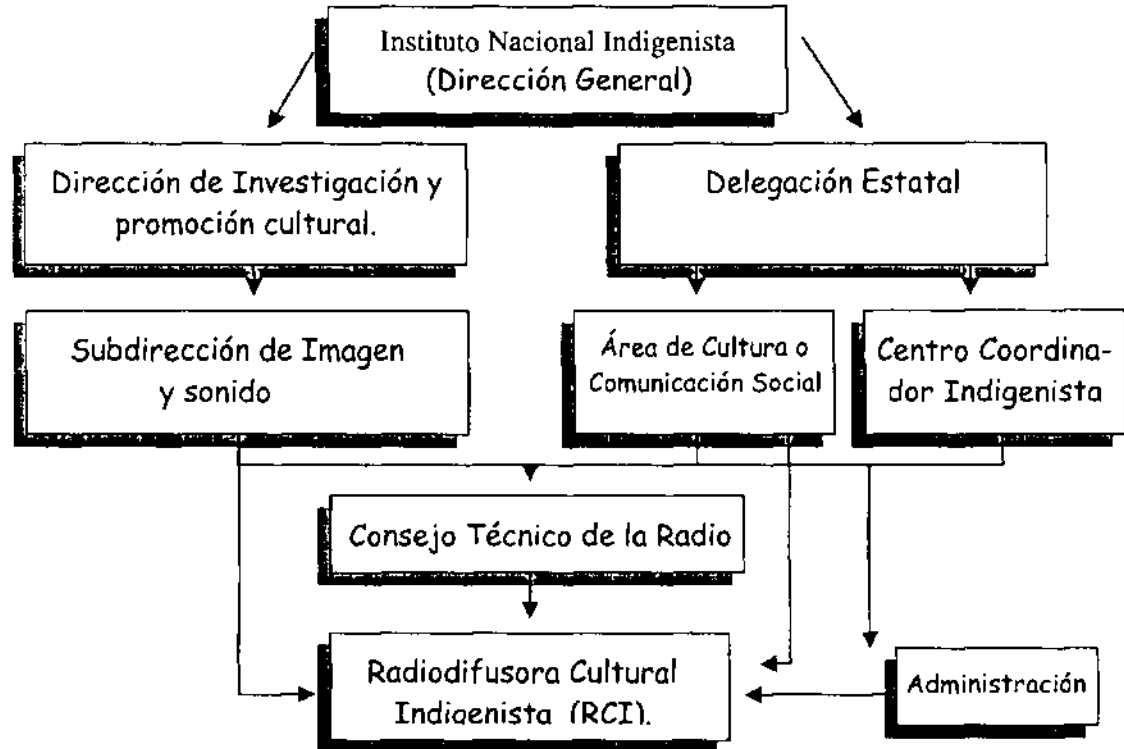 Instituto Nacional Indigenista
(Dirección General)
Dirección de Investigación y
promoción cultural.
Delegación Estatal
Subdirección de Imagen
y sonido
Área de Cultura o
Comunicación Social
Centro Coordina-
dor Indigenista
Consejo Técnico de la Radio
Radiodifusora Cultural
Indigenista (RCI).
Administración